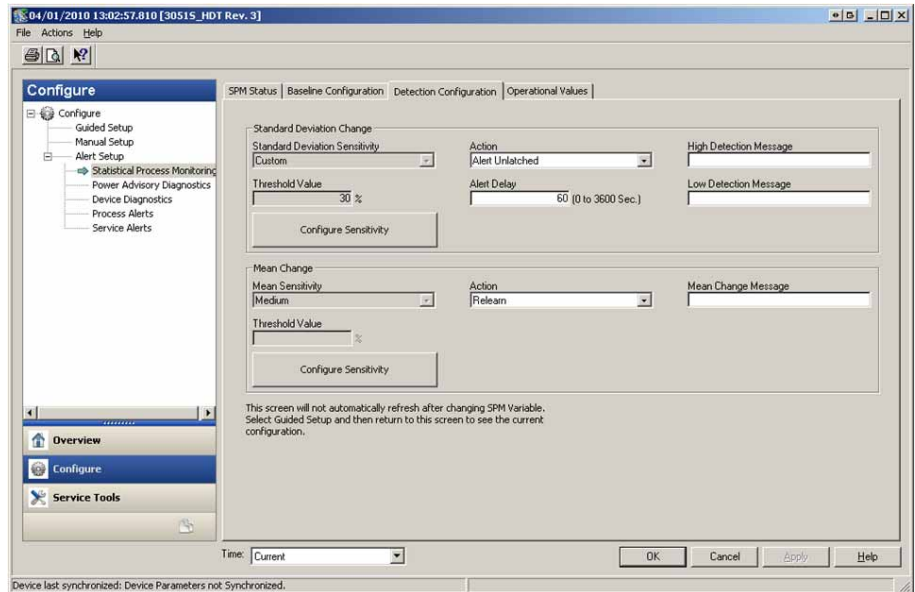 04/01/2010 13:02:57.810 [3051S_HDT Rev. 3]
File Actions Help
Configure
Configure
Guided Setup
Manual Setup
Alert Setup
Statistical Process Monitoring
Power Advisory Diagnostics
Device Diagnostics
Process Alerts
Service Alerts
Overview
Configure
Service Tools
SPM Status Baseline Configuration Detection Configuration Operational Values
Standard Deviation Change
Standard Deviation Sensitivity Action High Detection Message
Custom Alert Unlatched
Threshold Value Alert Delay Low Detection Message
30 % 60 (0 to 3600 Sec.)
Configure Sensitivity
Mean Change
Mean Sensitivity Action Mean Change Message
Medium Relearn
Threshold Value
%
Configure Sensitivity
This screen will not automatically refresh after changing SPM Variable.
Select Guided Setup and then return to this screen to see the current
configuration.
Time: Current OK Cancel Apply Help
Device last synchronized: Device Parameters not Synchronized.